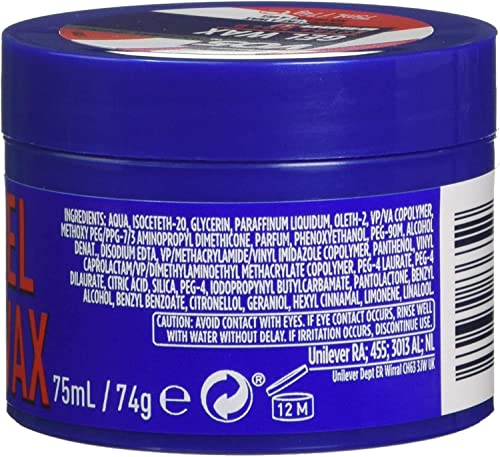 VO5
GEL WAX
INGREDIENTS: AQUA, ISOCETETH-20, GLYCERIN, PARAFFINUM LIQUIDUM, OLETH-2, VP/VA COPOLYMER,
METHOXY PEG/PPG-7/3 AMINOPROPYL DIMETHICONE, PARFUM, PHENOXYETHANOL, PEG-90M, ALCOHOL
DENAT., DISODIUM EDTA, VP/METHACRYLAMIDE/VINYL IMIDAZOLE COPOLYMER, PANTHENOL, VINYL
CAPROLACTAM/VP/DIMETHYLAMINOETHYL METHACRYLATE COPOLYMER, PEG-4 LAURATE, PEG-4
DILAURATE, CITRIC ACID, SILICA, PEG-4, IODOPROPYNYL BUTYLCARBAMATE, PANTOLACTONE, BENZYL
ALCOHOL, BENZYL BENZOATE, CITRONELLOL, GERANIOL, HEXYL CINNAMAL, LIMONENE, LINALOOL.
CAUTION: AVOID CONTACT WITH EYES. IF EYE CONTACT OCCURS, RINSE WELL
WITH WATER WITHOUT DELAY. IF IRRITATION OCCURS, DISCONTINUE USE.
Unilever RA; 455; 3013 AL; NL
Unilever Dept ER Wirral CH63 3JW UK
EL
WAX
75mL / 74g e
12 M